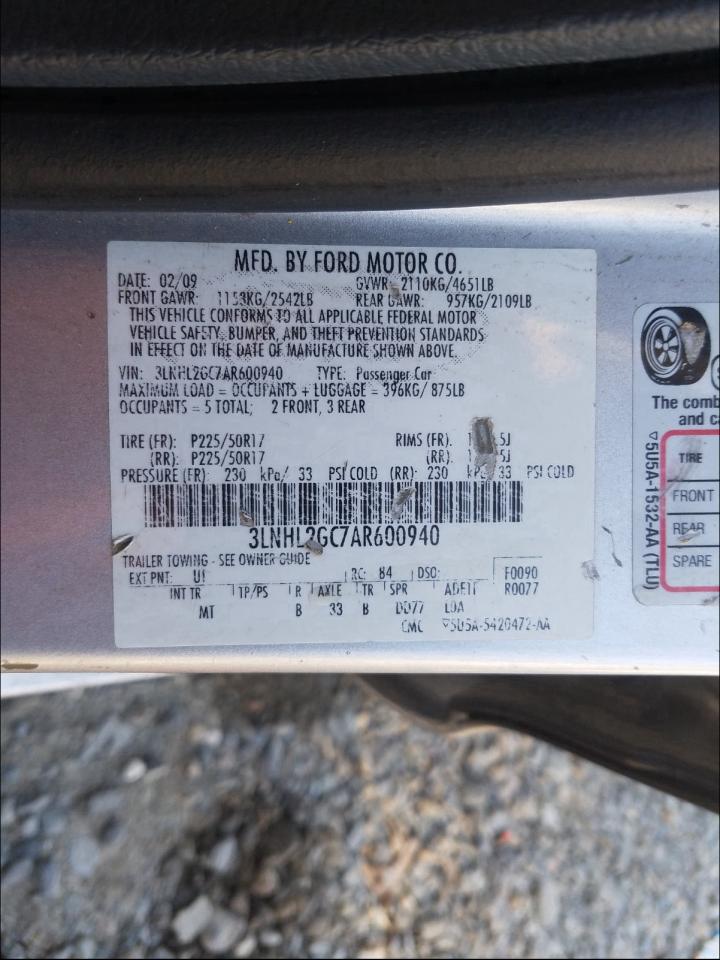 MFD. BY FORD MOTOR CO.
DATE: 02/09 GVWR: 2110KG/4651LB
FRONT GAWR: 1153KG/2542LB REAR GAWR: 957KG/2109LB
THIS VEHICLE CONFORMS TO ALL APPLICABLE FEDERAL MOTOR
VEHICLE SAFETY, BUMPER, AND THEFT PREVENTION STANDARDS
IN EFFECT ON THE DATE OF MANUFACTURE SHOWN ABOVE.
VIN: 3LNHL2GC7AR600940 TYPE: Passenger Car
MAXIMUM LOAD = OCCUPANTS + LUGGAGE = 396KG/ 875LB
OCCUPANTS = 5 TOTAL; 2 FRONT, 3 REAR
TIRE (FR): P225/50R17 RIMS (FR).
(RR): P225/50R17 (RR).
PRESSURE (FR): 230 kPa/ 33 PSI COLD (RR): 230 kPa/ 33 PSI COLD
3LNHL2GC7AR600940
TRAILER TOWING - SEE OWNER GUIDE
EXT PNT: UI RC: 84 DSO: F0090
INT TR TP/PS R AXLE TR SPR R0077
MT B 33 B DD77
CMC ▽5U5A-5420472-AA
The comb
and ca
▽5U5A-1532-AA (TLU)
TIRE
FRONT
REAR
SPARE